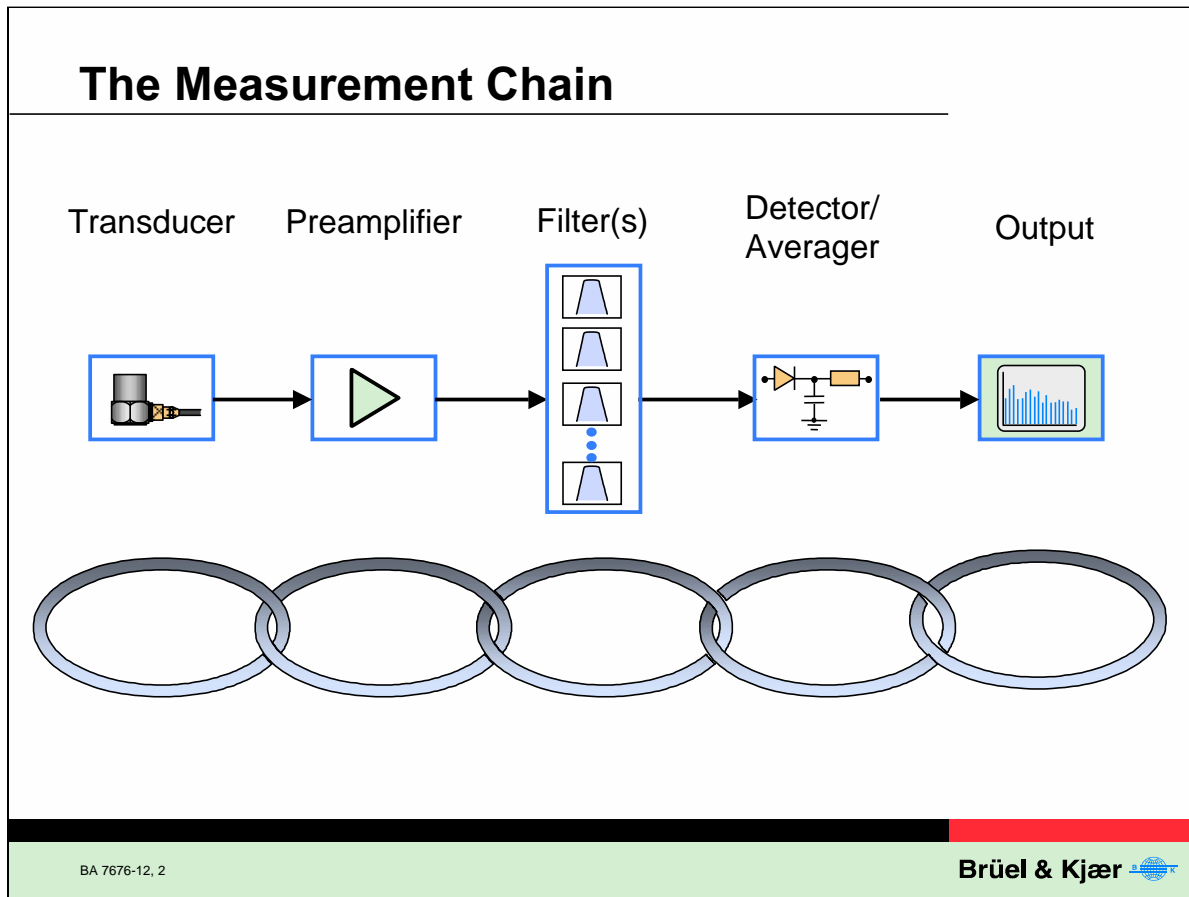 The Measurement Chain
Transducer
Preamplifier
Filter(s)
Detector/
Averager
Output
BA 7676-12, 2
Brüel & Kjær
B K